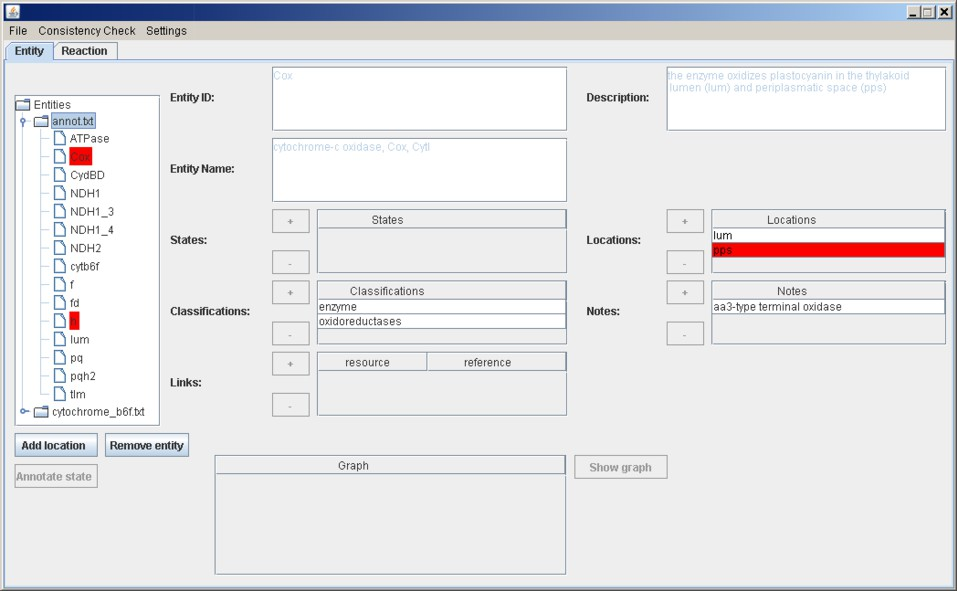 File Consistency Check Settings
Entity Reaction
Entities
annot.txt
ATPase
Cox
CydBD
NDH1
NDH1_3
NDH1_4
NDH2
cytb6f
f
fd
h
lum
pq
pqh2
tlm
cytochrome_b6f.txt
Add location Remove entity
Annotate state
Entity ID:
Cox
Description:
the enzyme oxidizes plastocyanin in the thylakoid
lumen (lum) and periplasmatic space (pps)
Entity Name:
cytochrome-c oxidase, Cox, CytI
States:
+
-
States
Locations:
+
-
Locations
lum
pps
Classifications:
+
-
Classifications
enzyme
oxidoreductases
Notes:
+
-
Notes
aa3-type terminal oxidase
Links:
+
-
resource reference
Graph
Show graph